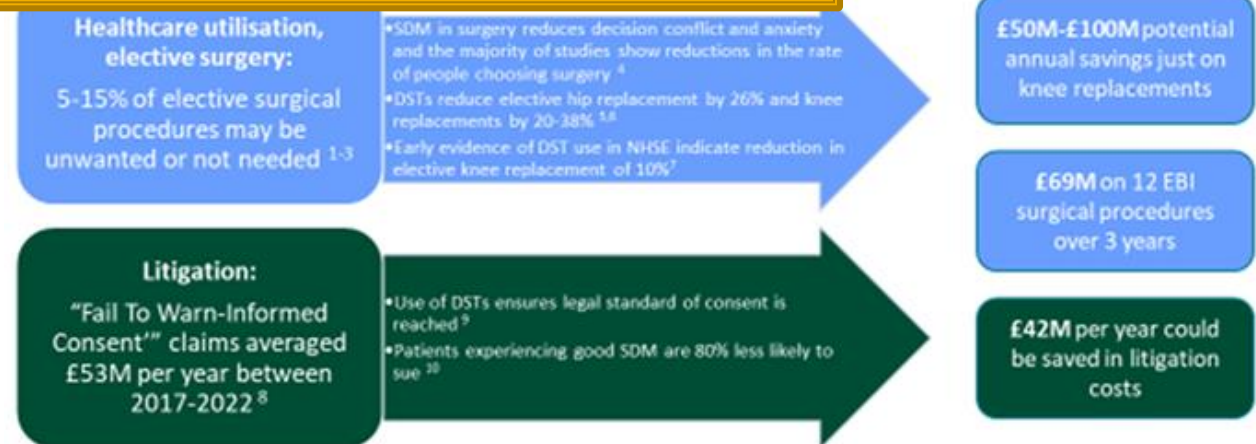 Healthcare utilisation,
elective surgery:
5-15% of elective surgical
procedures may be
unwanted or not needed 1-3
•SDM in surgery reduces decision conflict and anxiety
and the majority of studies show reductions in the rate
of people choosing surgery 4
•DSTs reduce elective hip replacement by 26% and knee
replacements by 20-38% 5,6
•Early evidence of DST use in NHSE indicate reduction in
elective knee replacement of 10%7
£50M-£100M potential
annual savings just on
knee replacements
£69M on 12 EBI
surgical procedures
over 3 years
Litigation:
"Fail To Warn-Informed
Consent'" claims averaged
£53M per year between
2017-2022 8
•Use of DSTs ensures legal standard of consent is
reached 9
•Patients experiencing good SDM are 80% less likely to
sue 10
£42M per year could
be saved in litigation
costs